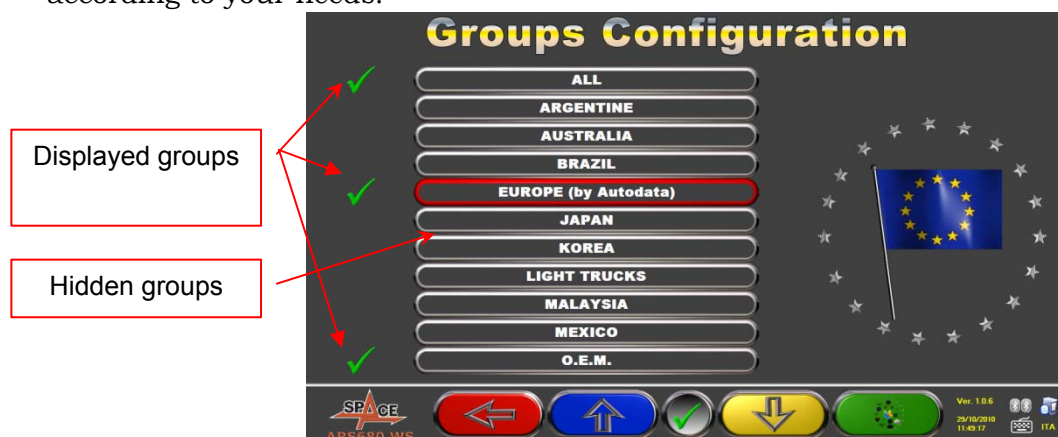 according to your needs.
Groups Configuration
ALL
ARGENTINE
AUSTRALIA
BRAZIL
EUROPE (by Autodata)
JAPAN
KOREA
LIGHT TRUCKS
MALAYSIA
MEXICO
O.E.M.
Displayed groups
Hidden groups
SPACE
ARS680 WS
Ver. 1.0.6
29/10/2010
11:49:17
ITA